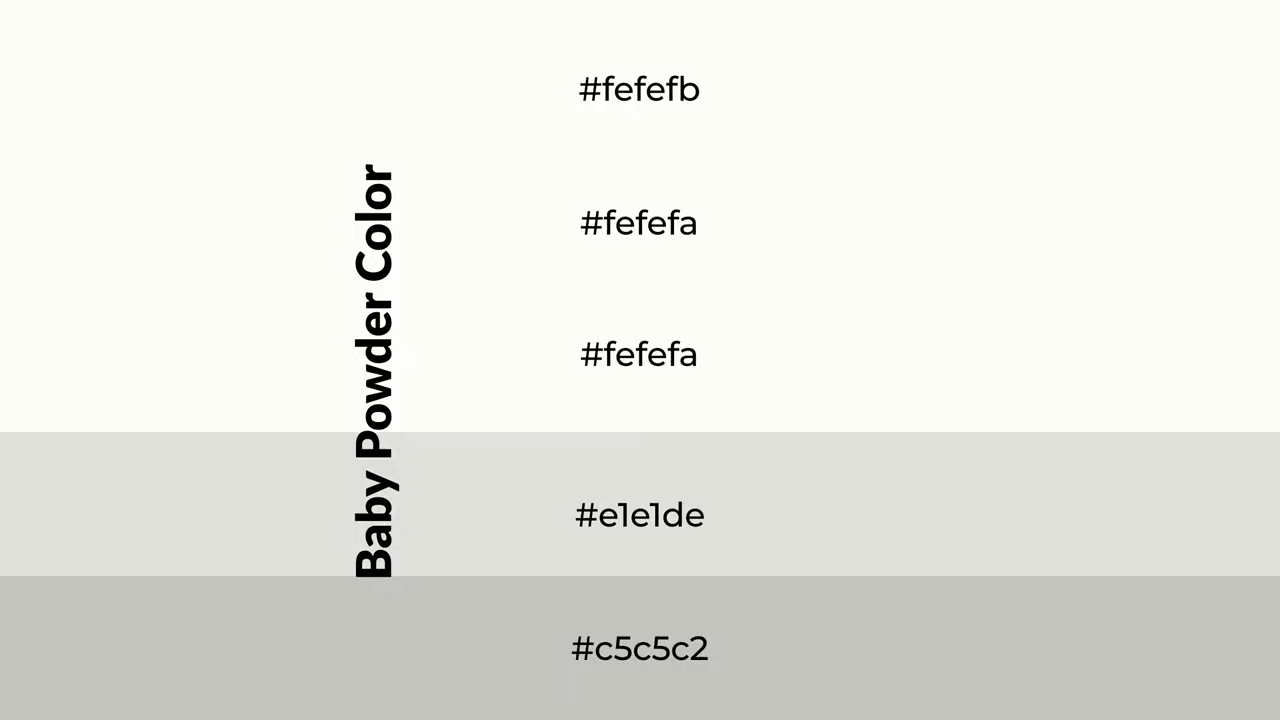 Baby Powder Color
#fefefb
#fefefa
#fefefa
#e1e1de
#c5c5c2